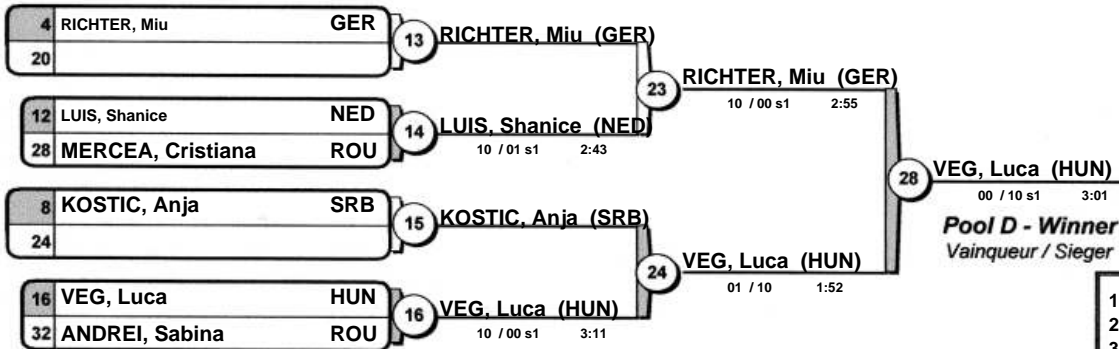 4 RICHTER, Miu GER
20
13 RICHTER, Miu (GER)
23 RICHTER, Miu (GER)
10 / 00 s1 2:55
12 LUIS, Shanice NED
28 MERCEA, Cristiana ROU
14 LUIS, Shanice (NED)
10 / 01 s1 2:43
28 VEG, Luca (HUN)
00 / 10 s1 3:01
Pool D - Winner
Vainqueur / Sieger
8 KOSTIC, Anja SRB
24
15 KOSTIC, Anja (SRB)
24 VEG, Luca (HUN)
01 / 10 1:52
16 VEG, Luca HUN
32 ANDREI, Sabina ROU
16 VEG, Luca (HUN)
10 / 00 s1 3:11
1
2
3